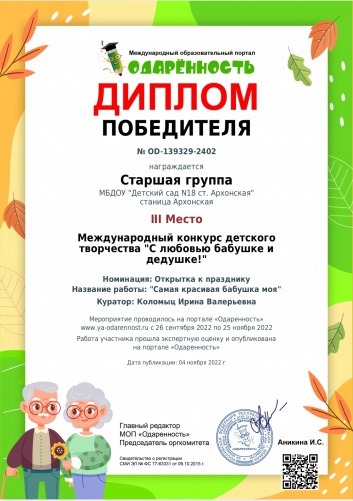 Международный образовательный портал
ОДАРЁННОСТЬ
ДИПЛОМ
ПОБЕДИТЕЛЯ
№ OD-139329-2402
награждается
Старшая группа
МБДОУ "Детский сад N18 ст. Архонская"
станица Архонская
III Место
Международный конкурс детского
творчества "С любовью бабушке и
дедушке!"
Номинация: Открытка к празднику
Название работы: "Самая красивая бабушка моя"
Куратор: Коломыц Ирина Валерьевна
Мероприятие проводилось на портале «Одаренность»
www.ya-odarennost.ru с 26 сентября 2022 по 25 ноября 2022
Работа участника прошла экспертную оценку и опубликована
на портале «Одаренность»
Дата публикации: 04 ноября 2022 г
Главный редактор
МОП «Одаренность»
Председатель оргкомитета
Аникина И.С.
Свидетельство о регистрации
СМИ ЭЛ № ФС 77-63331 от 09.10.2015 г